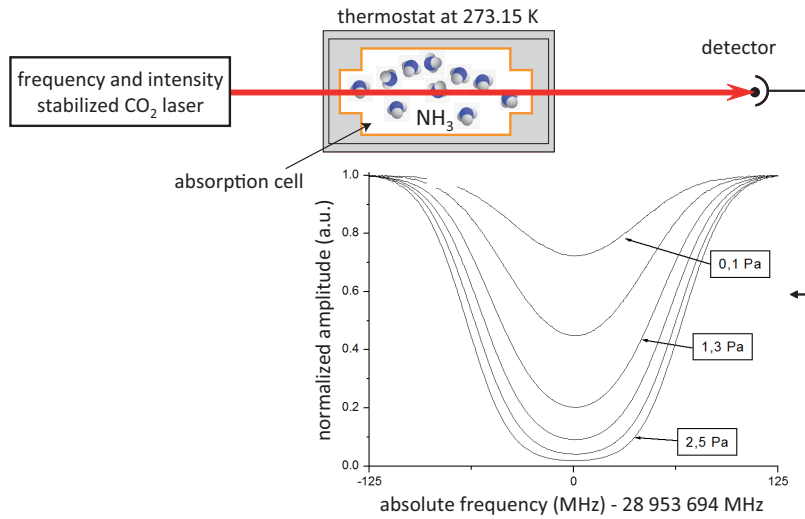 thermostat at 273.15 K
detector
frequency and intensity
stabilized CO₂ laser
NH₃
absorption cell
normalized amplitude (a.u.)
1.0
0.8
0.6
0.4
0.2
0.0
0,1 Pa
1,3 Pa
2,5 Pa
-125
0
125
absolute frequency (MHz) - 28 953 694 MHz